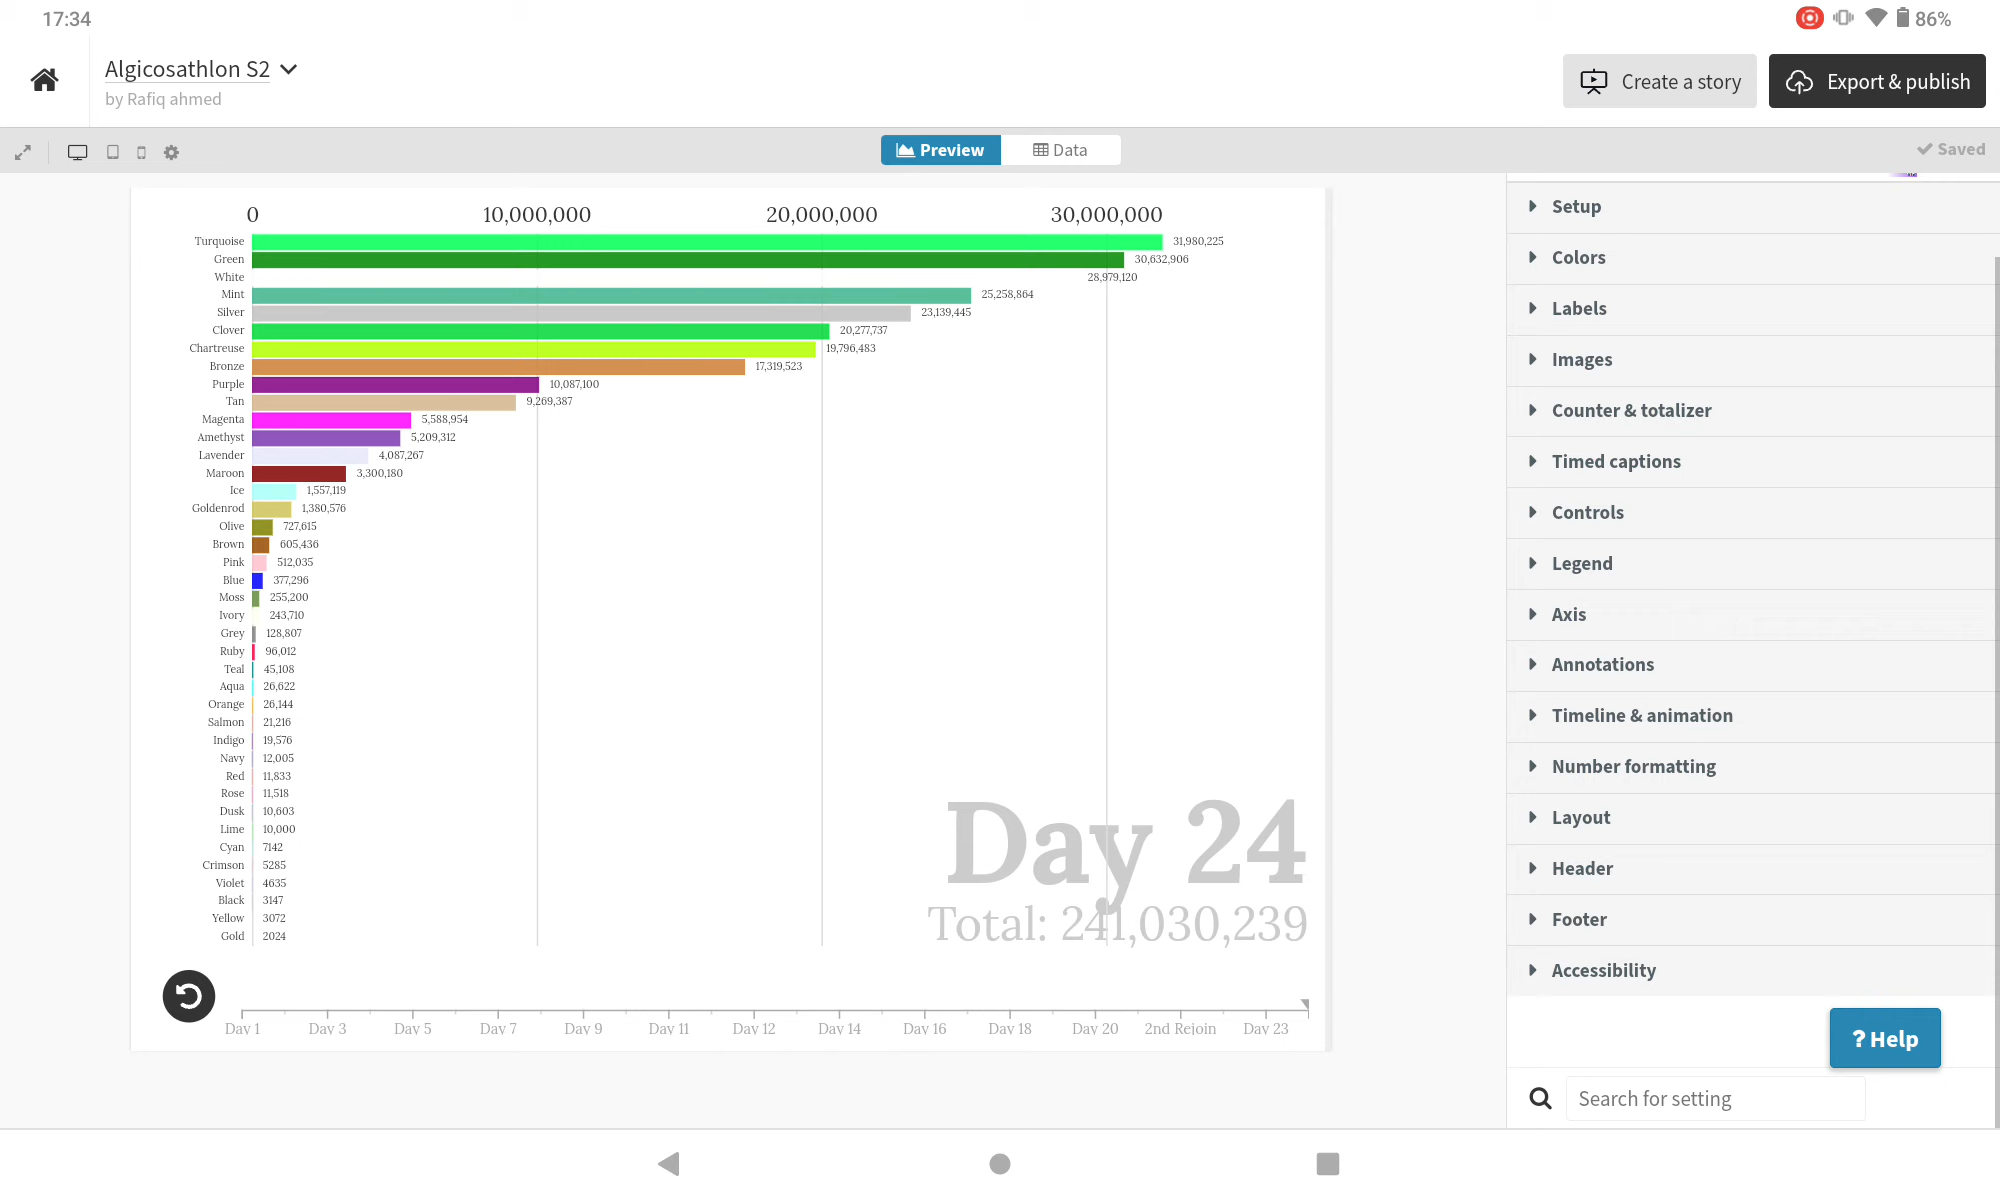 17:34
86%
Algicosathlon S2
by Rafiq ahmed
Create a story
Export & publish
Preview
Data
Saved
0 10,000,000 20,000,000 30,000,000
Turquoise 31,980,225
Green 30,632,906
White 28,979,120
Mint 25,258,864
Silver 23,139,445
Clover 20,277,737
Chartreuse 19,796,483
Bronze 17,319,523
Purple 10,087,100
Tan 9,269,387
Magenta 5,588,954
Amethyst 5,209,312
Lavender 4,087,267
Maroon 3,300,180
Ice 1,557,119
Goldenrod 1,380,576
Olive 727,615
Brown 605,436
Pink 512,035
Blue 377,296
Moss 255,200
Ivory 243,710
Grey 128,807
Ruby 96,012
Teal 45,108
Aqua 26,622
Orange 26,144
Salmon 21,216
Indigo 19,576
Navy 12,005
Red 11,833
Rose 11,518
Dusk 10,603
Lime 10,000
Cyan 7142
Crimson 5285
Violet 4635
Black 3147
Yellow 3072
Gold 2024
Day 24
Total: 241,030,239
Day 1 Day 3 Day 5 Day 7 Day 9 Day 11 Day 12 Day 14 Day 16 Day 18 Day 20 2nd Rejoin Day 23
Setup
Colors
Labels
Images
Counter & totalizer
Timed captions
Controls
Legend
Axis
Annotations
Timeline & animation
Number formatting
Layout
Header
Footer
Accessibility
? Help
Search for setting